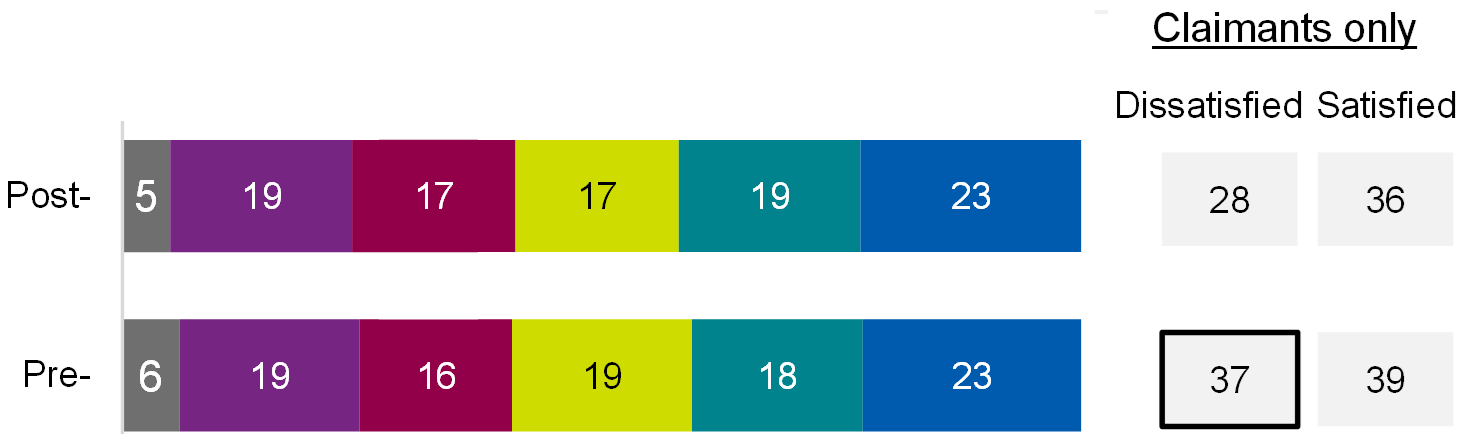 Claimants only
Dissatisfied Satisfied
Post- 5 19 17 17 19 23 28 36
Pre- 6 19 16 19 18 23 37 39